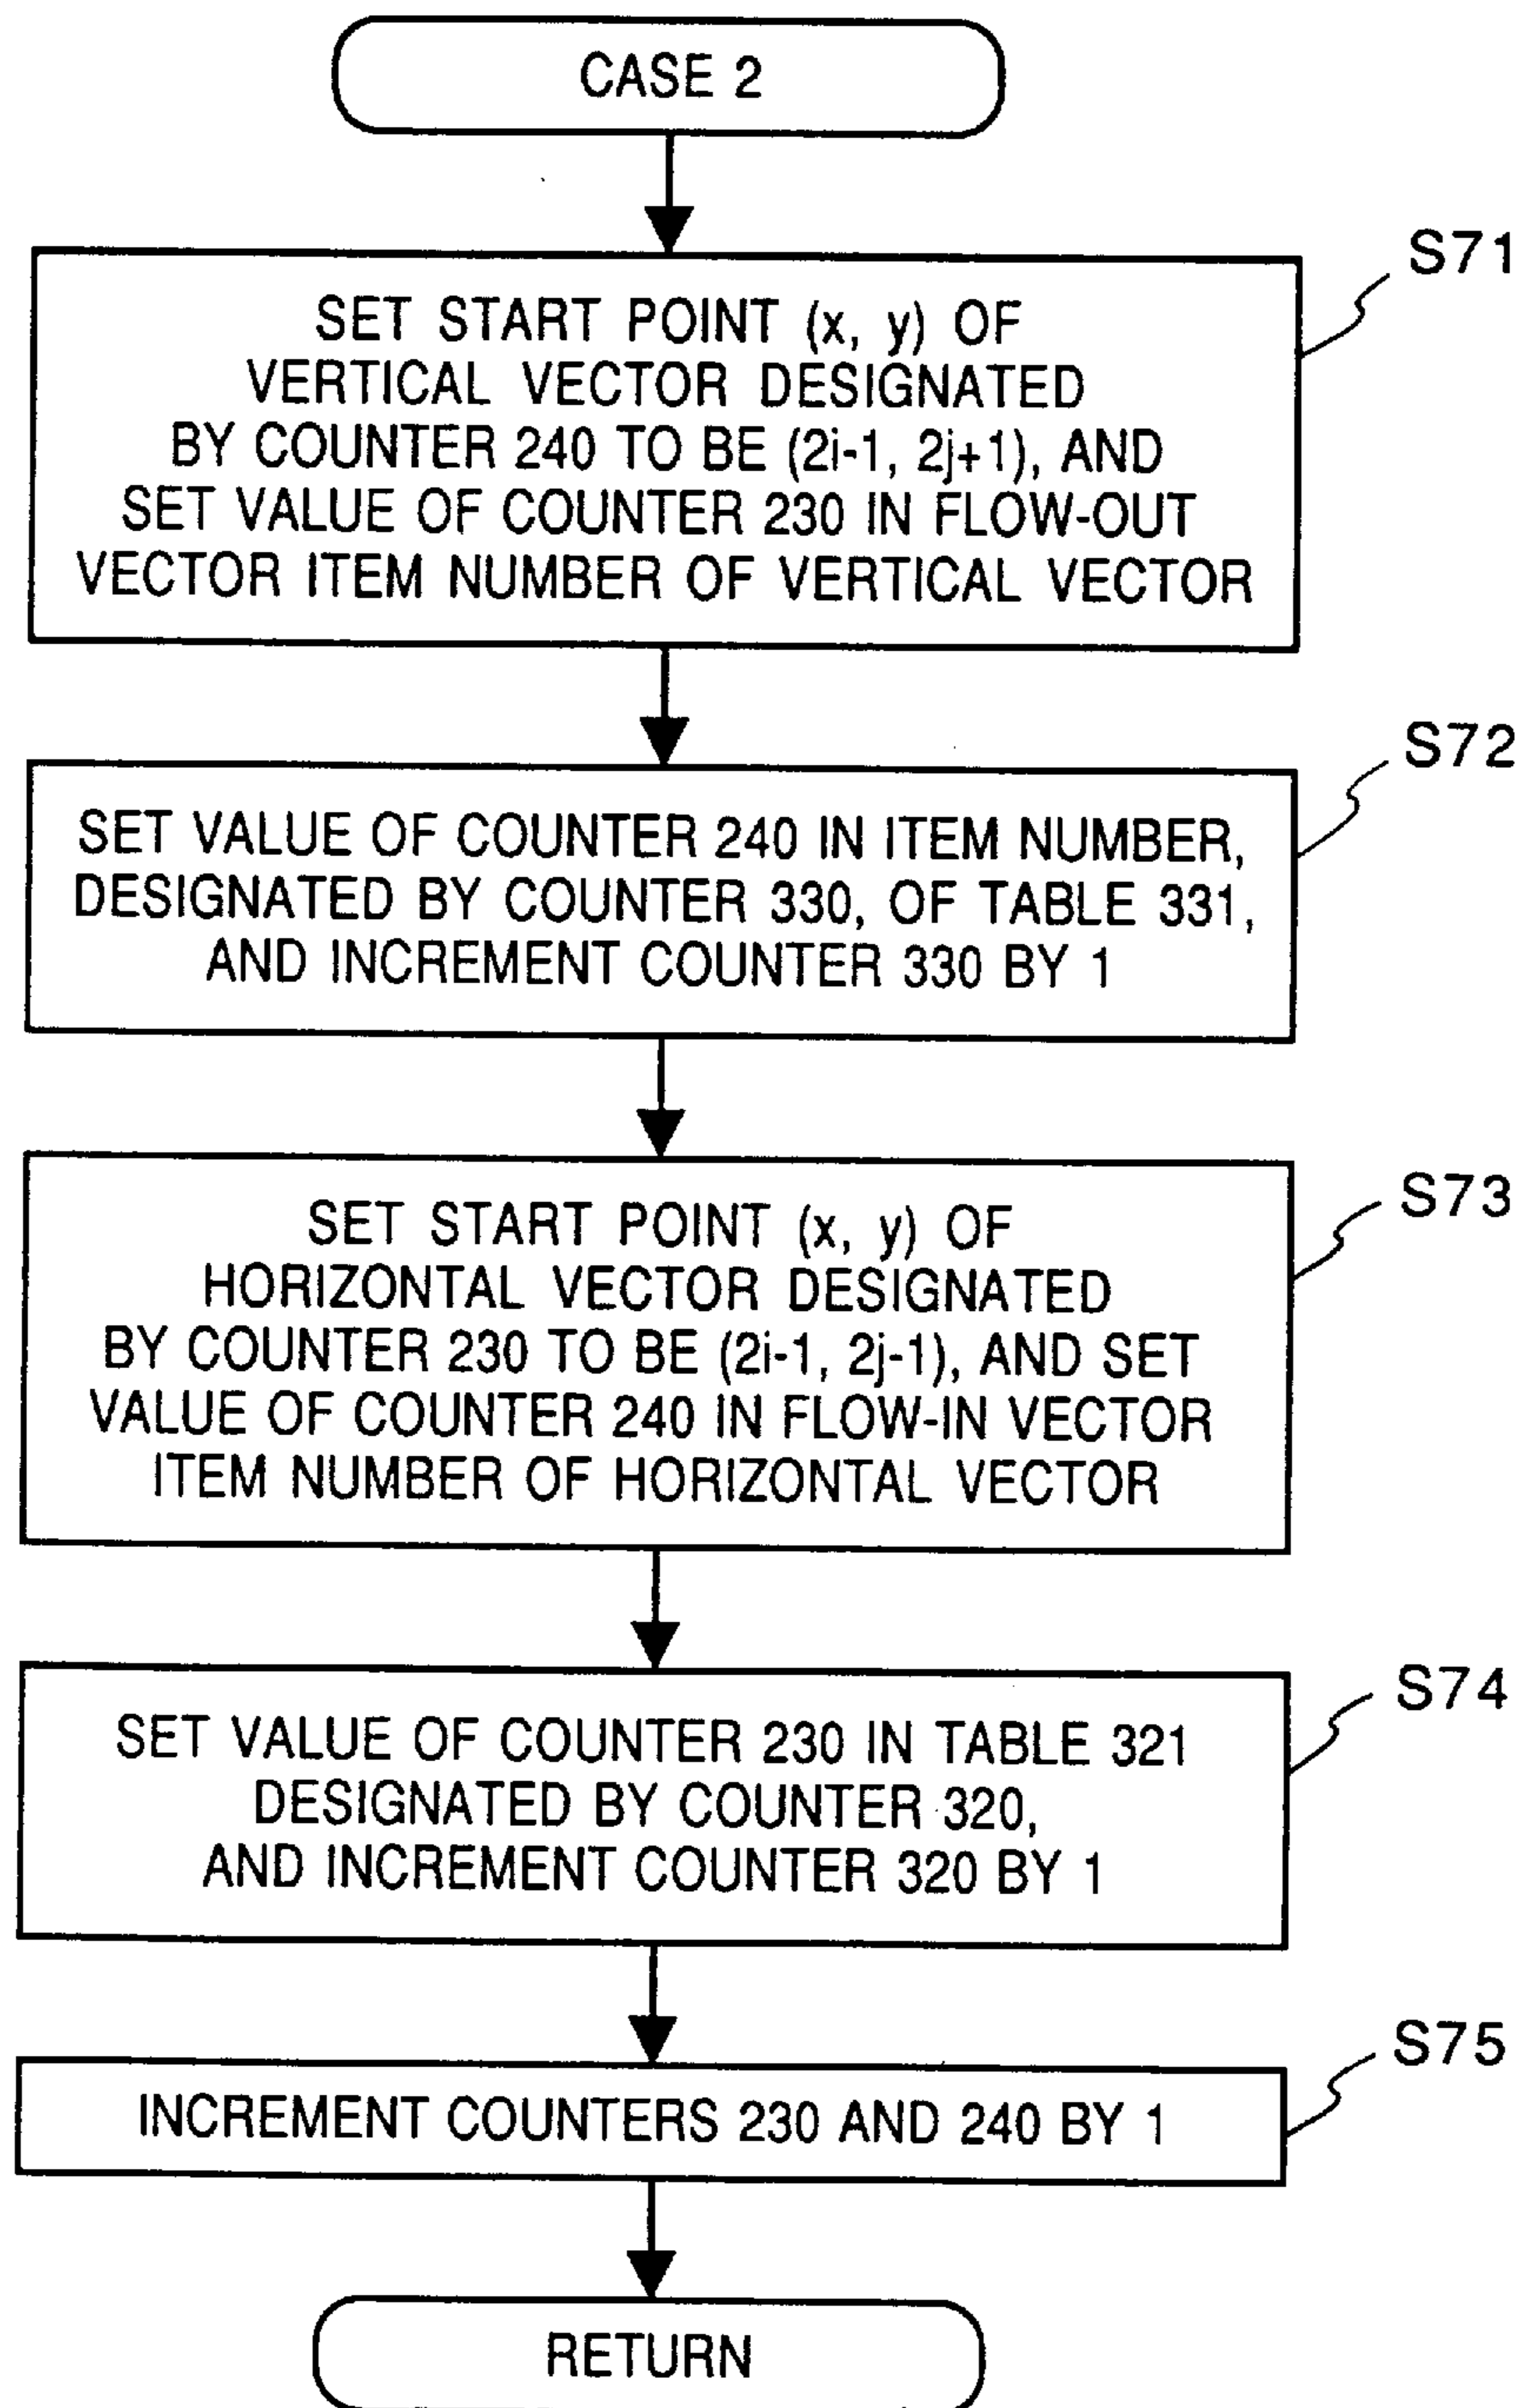 CASE 2
S71
SET START POINT (x, y) OF
VERTICAL VECTOR DESIGNATED
BY COUNTER 240 TO BE (2i-1, 2j+1), AND
SET VALUE OF COUNTER 230 IN FLOW-OUT
VECTOR ITEM NUMBER OF VERTICAL VECTOR
S72
SET VALUE OF COUNTER 240 IN ITEM NUMBER,
DESIGNATED BY COUNTER 330, OF TABLE 331,
AND INCREMENT COUNTER 330 BY 1
S73
SET START POINT (x, y) OF
HORIZONTAL VECTOR DESIGNATED
BY COUNTER 230 TO BE (2i-1, 2j-1), AND SET
VALUE OF COUNTER 240 IN FLOW-IN VECTOR
ITEM NUMBER OF HORIZONTAL VECTOR
S74
SET VALUE OF COUNTER 230 IN TABLE 321
DESIGNATED BY COUNTER 320,
AND INCREMENT COUNTER 320 BY 1
S75
INCREMENT COUNTERS 230 AND 240 BY 1
RETURN